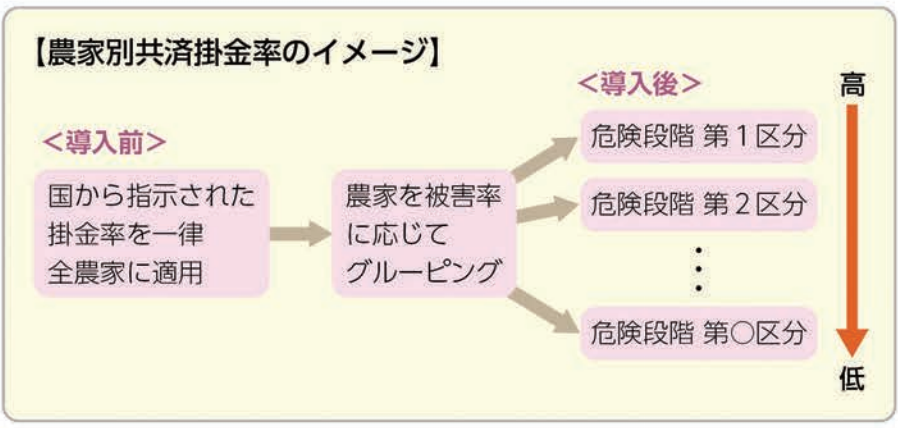 【農家別共済掛金率のイメージ】
＜導入前＞
国から指示された
掛金率を一律
全農家に適用
農家を被害率
に応じて
グルーピング
＜導入後＞
危険段階 第１区分
危険段階 第２区分
⋮
危険段階 第○区分
高
低